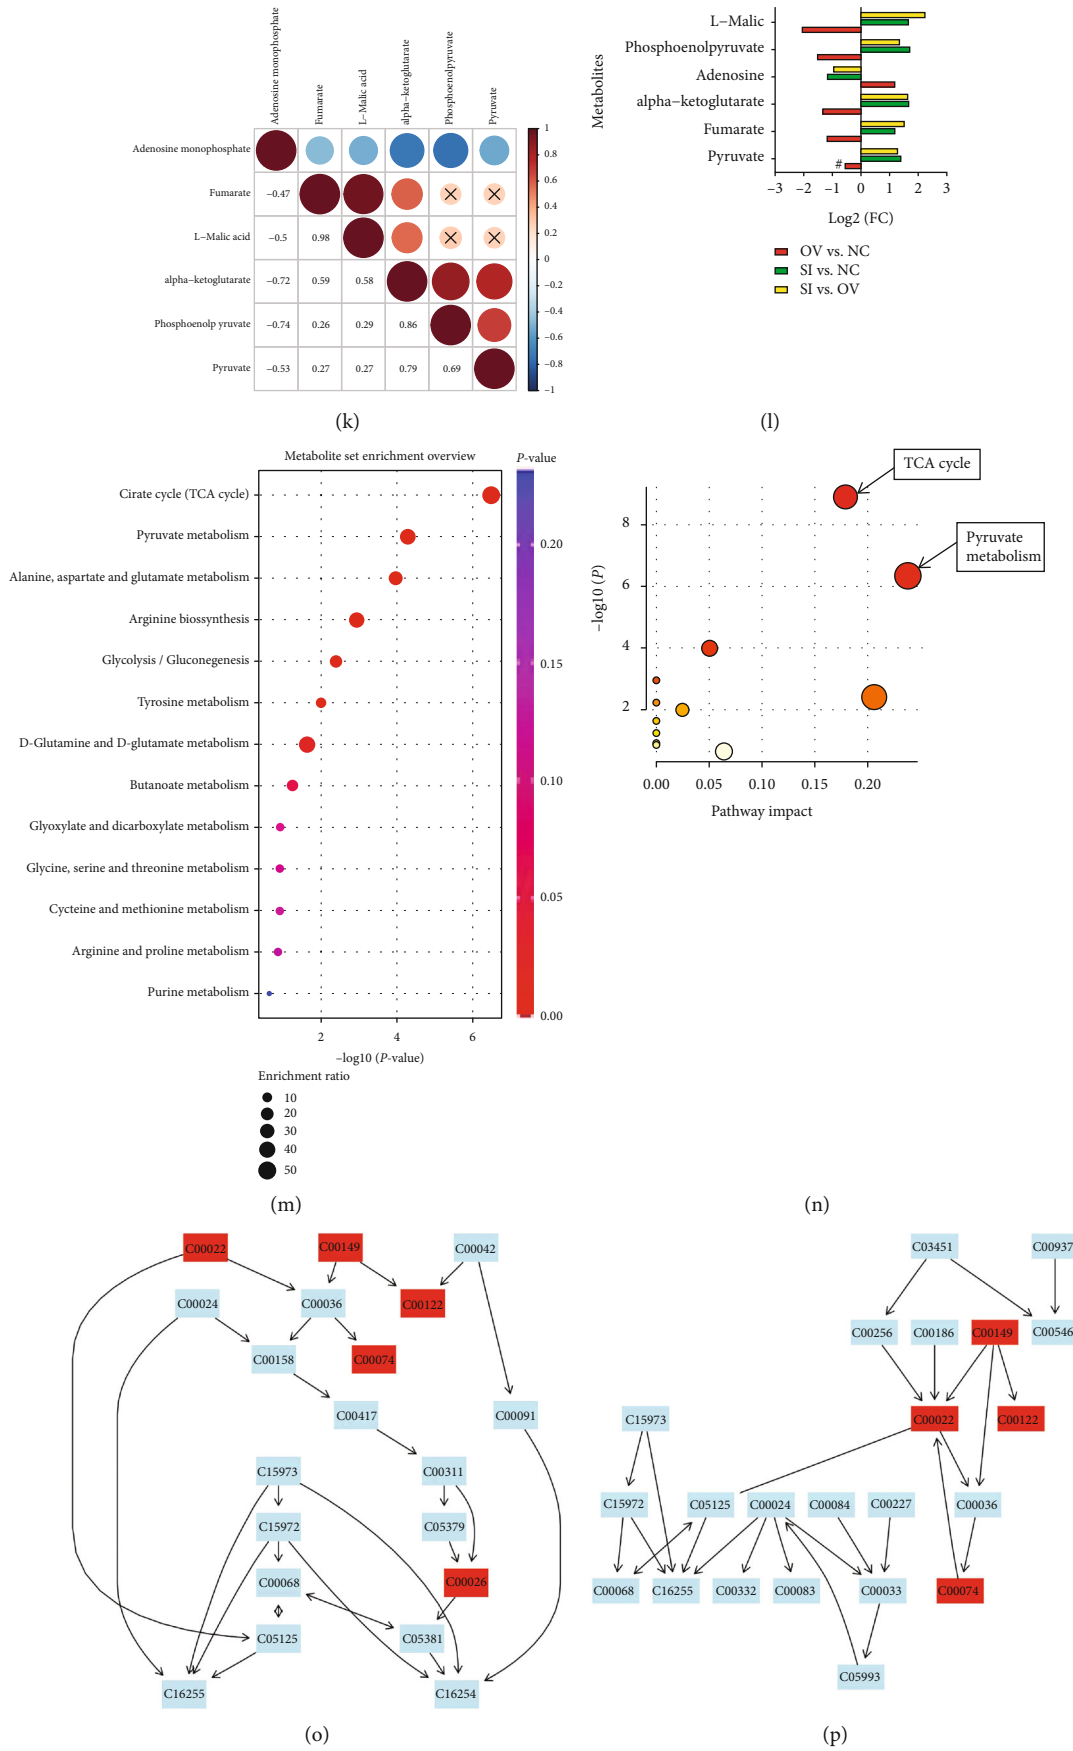 Adenosine monophosphate
Fumarate
L−Malic acid
alpha−ketoglutarate
Phosphoenolpyruvate
Pyruvate
Adenosine monophosphate
Fumarate −0.47
L−Malic acid −0.5 0.98
alpha−ketoglutarate −0.72 0.59 0.58
Phosphoenolp yruvate −0.74 0.26 0.29 0.86
Pyruvate −0.53 0.27 0.27 0.79 0.69
1
0.8
0.6
0.4
0.2
0
−0.2
−0.4
−0.6
−0.8
−1
(k)
Metabolites
L−Malic
Phosphoenolpyruvate
Adenosine
alpha−ketoglutarate
Fumarate
Pyruvate
#
−3 −2 −1 0 1 2 3
Log2 (FC)
OV vs. NC
SI vs. NC
SI vs. OV
(l)
Metabolite set enrichment overview
Cirate cycle (TCA cycle)
Pyruvate metabolism
Alanine, aspartate and glutamate metabolism
Arginine biossynthesis
Glycolysis / Gluconegenesis
Tyrosine metabolism
D-Glutamine and D-glutamate metabolism
Butanoate metabolism
Glyoxylate and dicarboxylate metabolism
Glycine, serine and threonine metabolism
Cycteine and methionine metabolism
Arginine and proline metabolism
Purine metabolism
2 4 6
−log10 (P-value)
P-value
0.20
0.15
0.10
0.05
0.00
Enrichment ratio
10
20
30
40
50
(m)
TCA cycle
Pyruvate
metabolism
−log10 (P)
8
6
4
2
0.00 0.05 0.10 0.15 0.20
Pathway impact
(n)
C00022 C00149 C00042
C00024 C00036 C00122
C00158 C00074
C00417 C00091
C15973 C00311
C15972 C05379
C00068 C00026
C05125 C05381
C16255 C16254
(o)
C03451 C00937
C00256 C00186 C00149 C00546
C15973 C00022 C00122
C15972 C05125 C00024 C00084 C00227 C00036
C00068 C16255 C00332 C00083 C00033 C00074
C05993
(p)